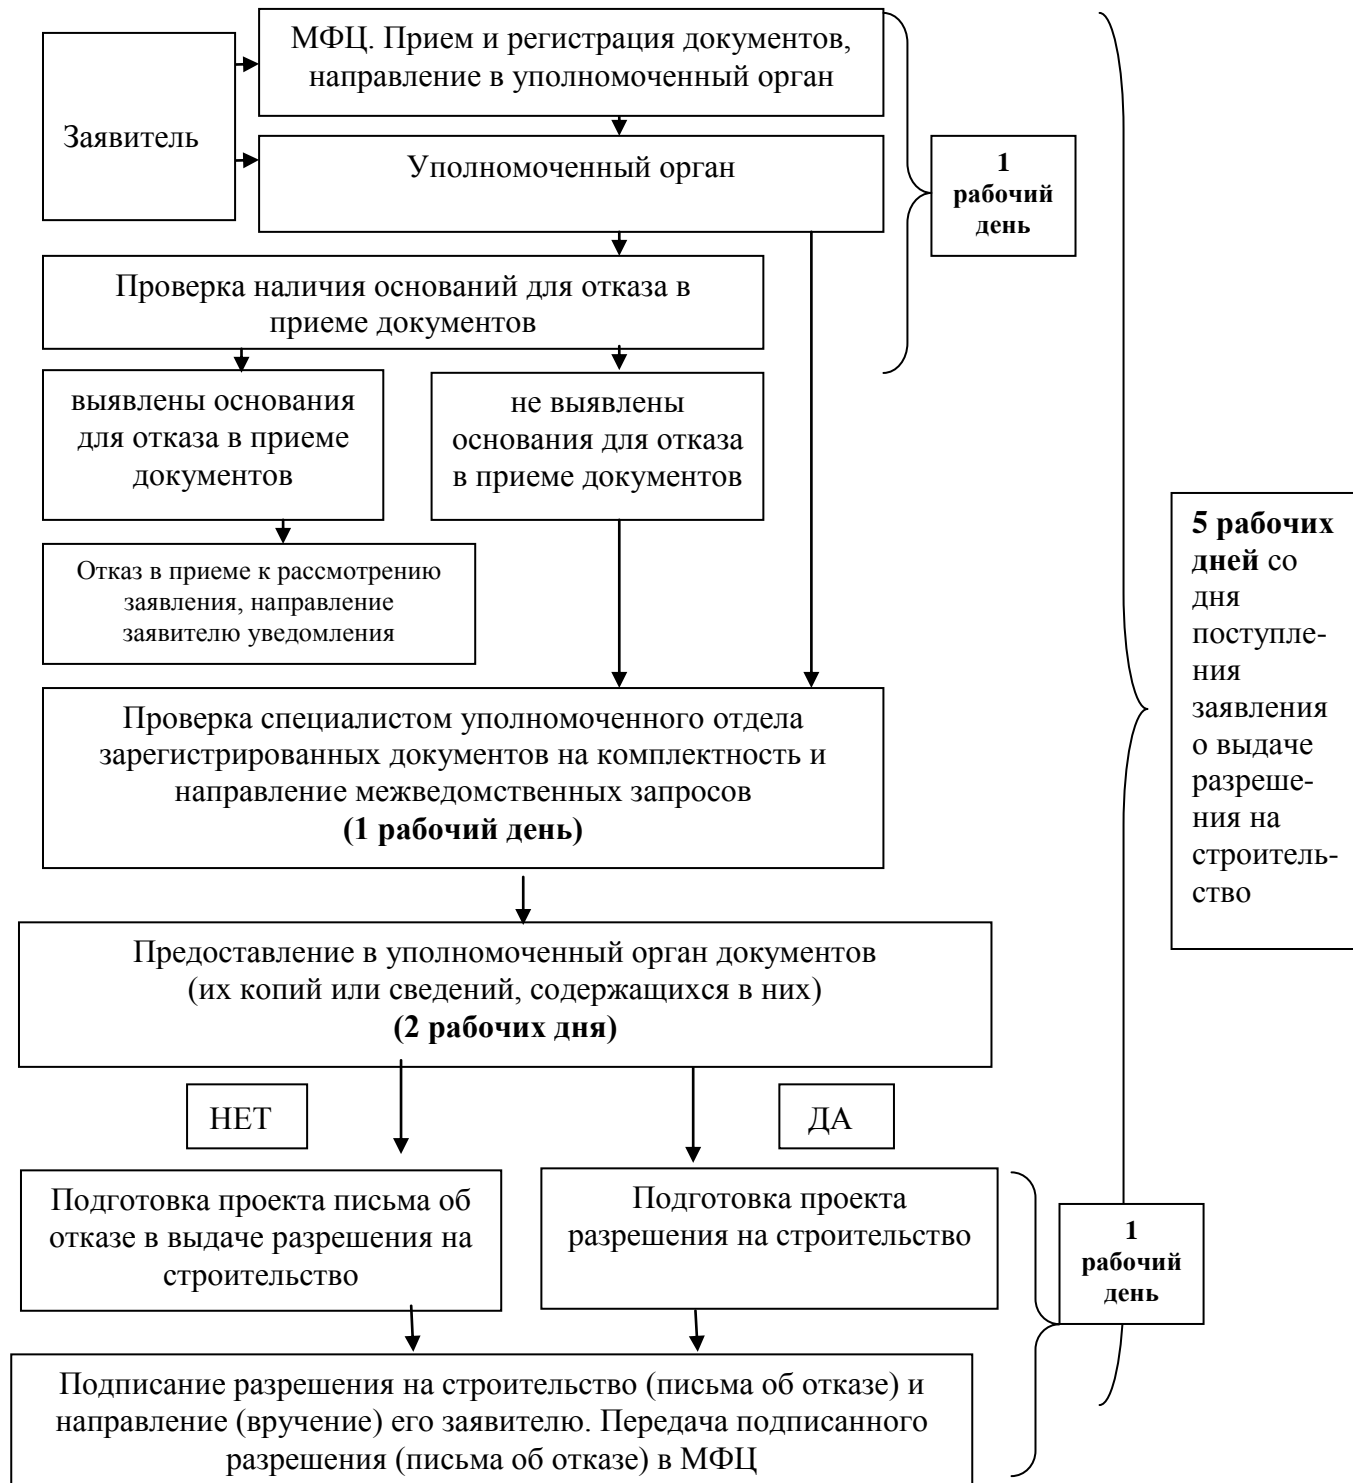 МФЦ. Прием и регистрация документов,
направление в уполномоченный орган
Заявитель
Уполномоченный орган
1
рабочий
день
Проверка наличия оснований для отказа в
приеме документов
выявлены основания
для отказа в приеме
документов
не выявлены
основания для отказа
в приеме документов
Отказ в приеме к рассмотрению
заявления, направление
заявителю уведомления
5 рабочих
дней со
дня
поступле-
ния
заявления
о выдаче
разреше-
ния на
строитель-
ство
Проверка специалистом уполномоченного отдела
зарегистрированных документов на комплектность и
направление межведомственных запросов
(1 рабочий день)
Предоставление в уполномоченный орган документов
(их копий или сведений, содержащихся в них)
(2 рабочих дня)
НЕТ
ДА
Подготовка проекта письма об
отказе в выдаче разрешения на
строительство
Подготовка проекта
разрешения на строительство
1
рабочий
день
Подписание разрешения на строительство (письма об отказе) и
направление (вручение) его заявителю. Передача подписанного
разрешения (письма об отказе) в МФЦ